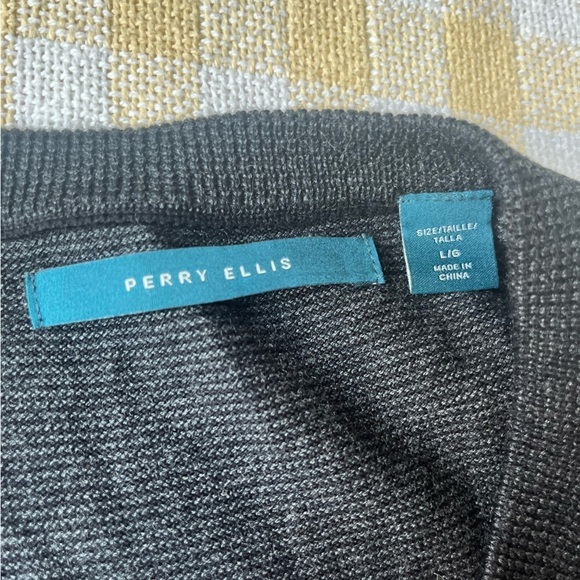 PERRY ELLIS
SIZE/TAILLE/
TALLA
L/G
MADE IN
CHINA